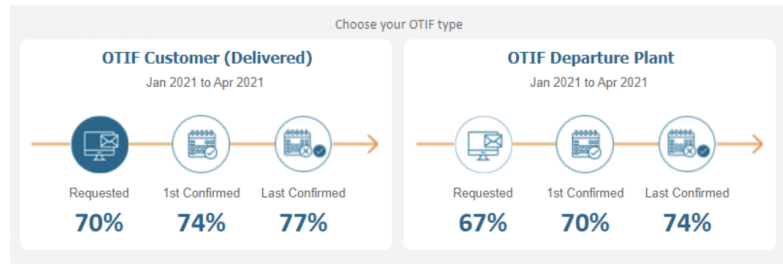 Choose your OTIF type
OTIF Customer (Delivered)
Jan 2021 to Apr 2021
Requested
1st Confirmed
Last Confirmed
70%
74%
77%
OTIF Departure Plant
Jan 2021 to Apr 2021
Requested
1st Confirmed
Last Confirmed
67%
70%
74%